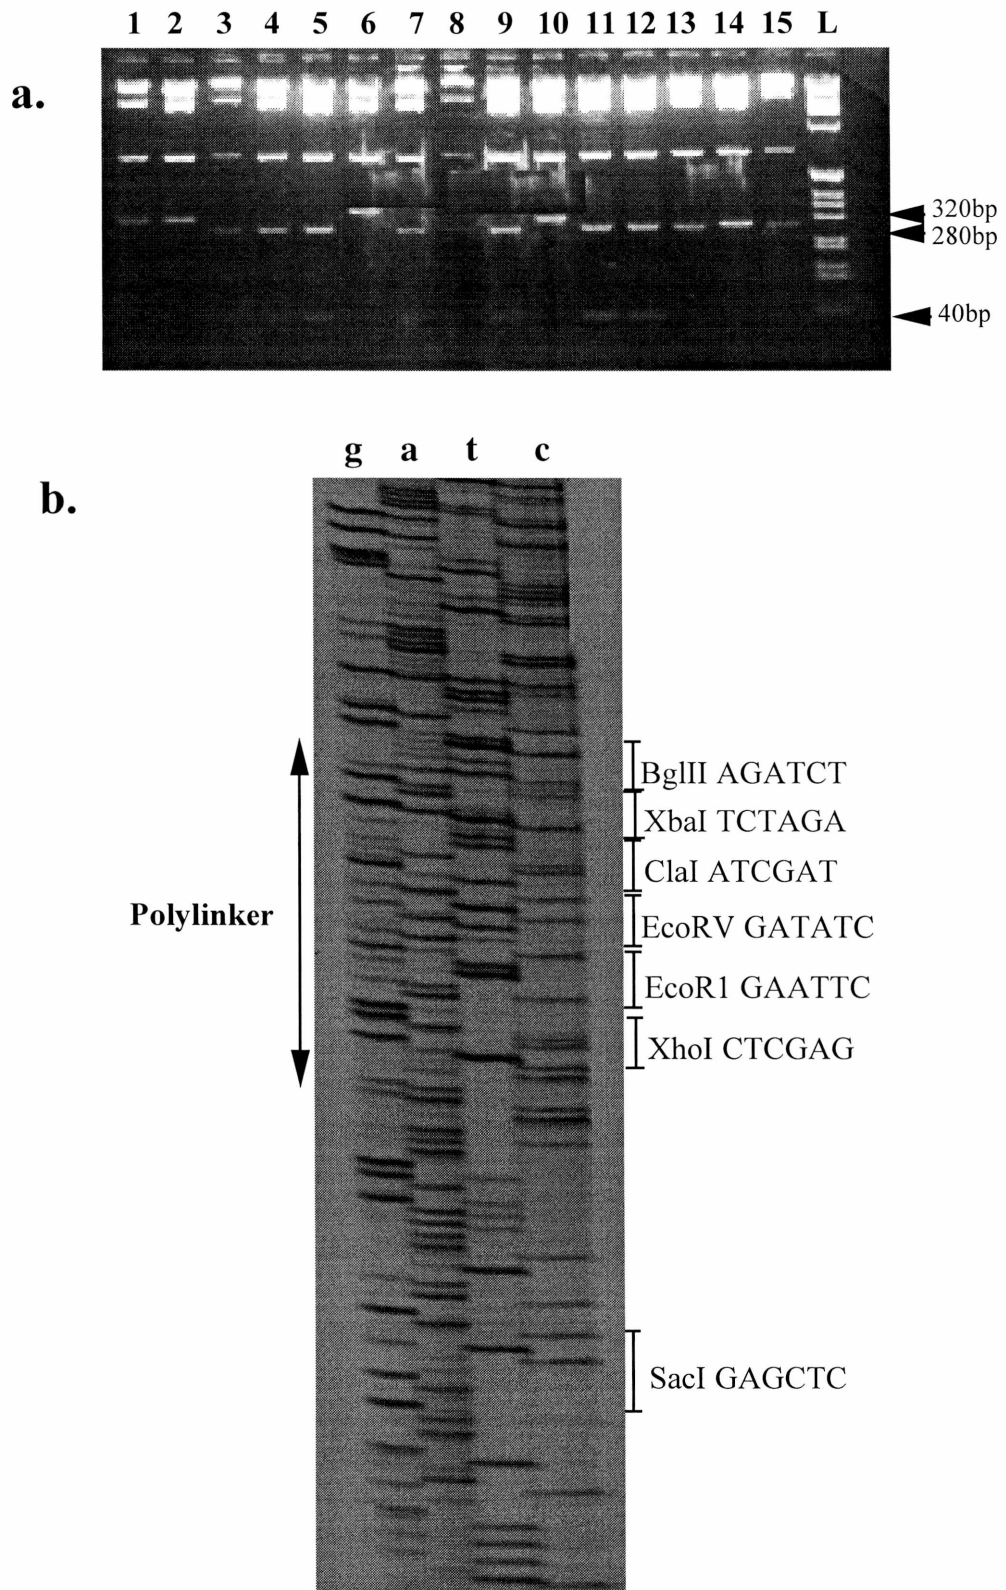 1 2 3 4 5 6 7 8 9 10 11 12 13 14 15 L
a.
320bp
280bp
40bp
g a t c
b.
BglII AGATCT
XbaI TCTAGA
ClaI ATCGAT
Polylinker
EcoRV GATATC
EcoR1 GAATTC
XhoI CTCGAG
SacI GAGCTC